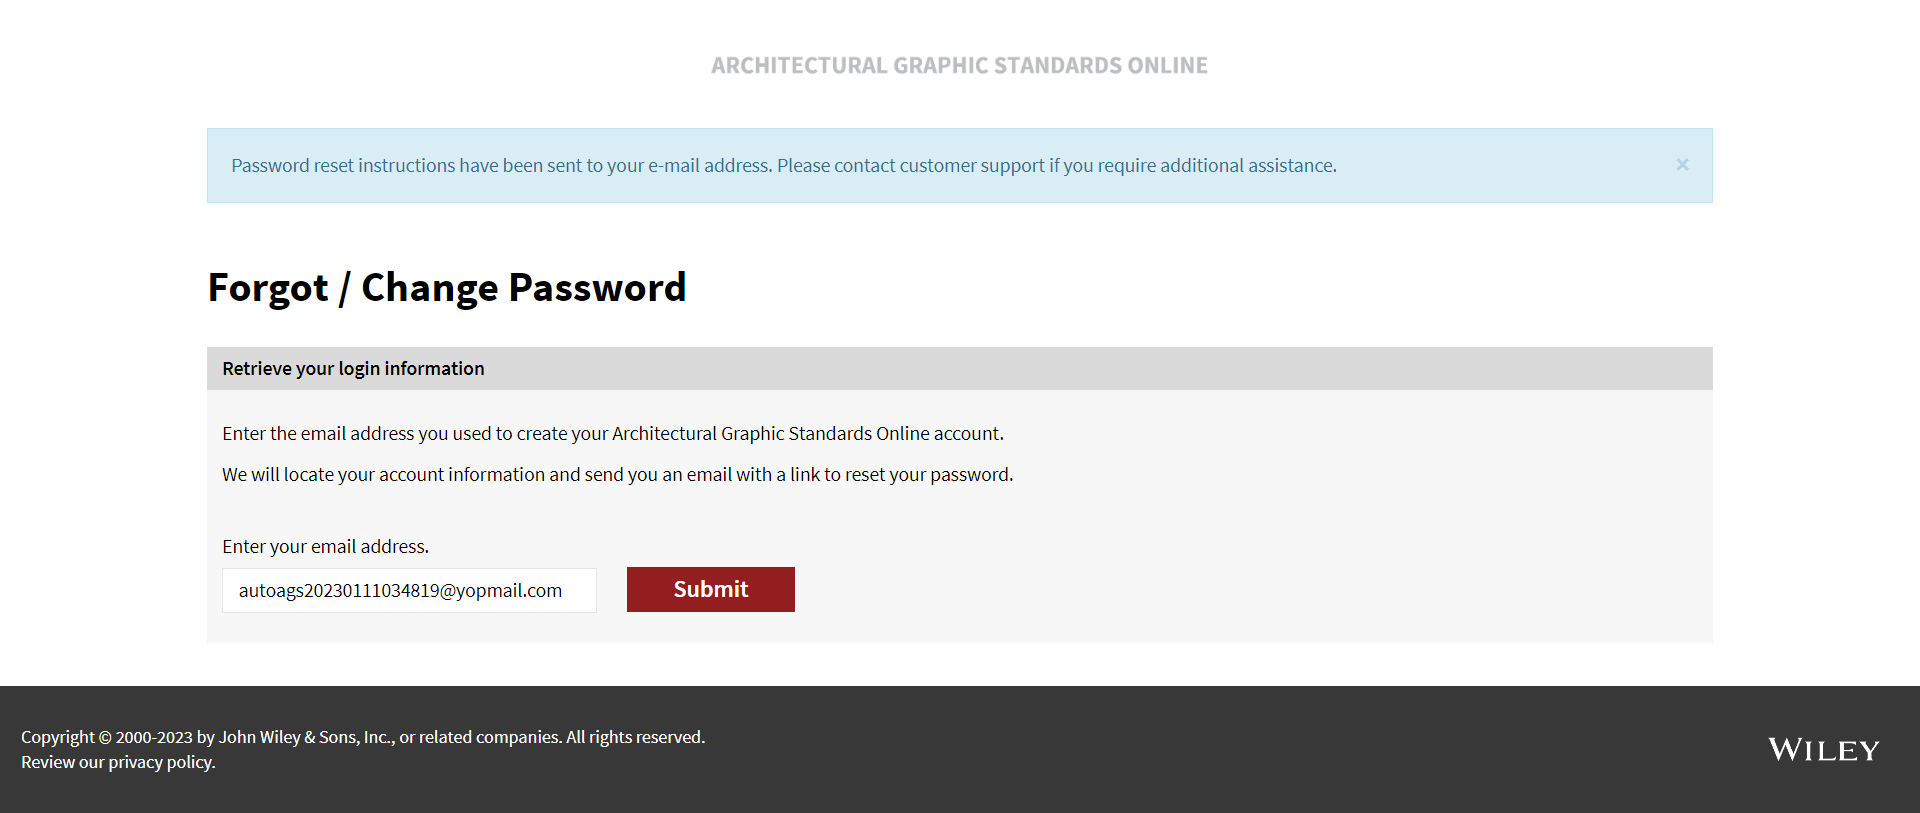 ARCHITECTURAL GRAPHIC STANDARDS ONLINE
Password reset instructions have been sent to your e-mail address. Please contact customer support if you require additional assistance. ×
Forgot / Change Password
Retrieve your login information
Enter the email address you used to create your Architectural Graphic Standards Online account.
We will locate your account information and send you an email with a link to reset your password.
Enter your email address.
autoags20230111034819@yopmail.com Submit
Copyright © 2000-2023 by John Wiley & Sons, Inc., or related companies. All rights reserved.
Review our privacy policy.
WILEY